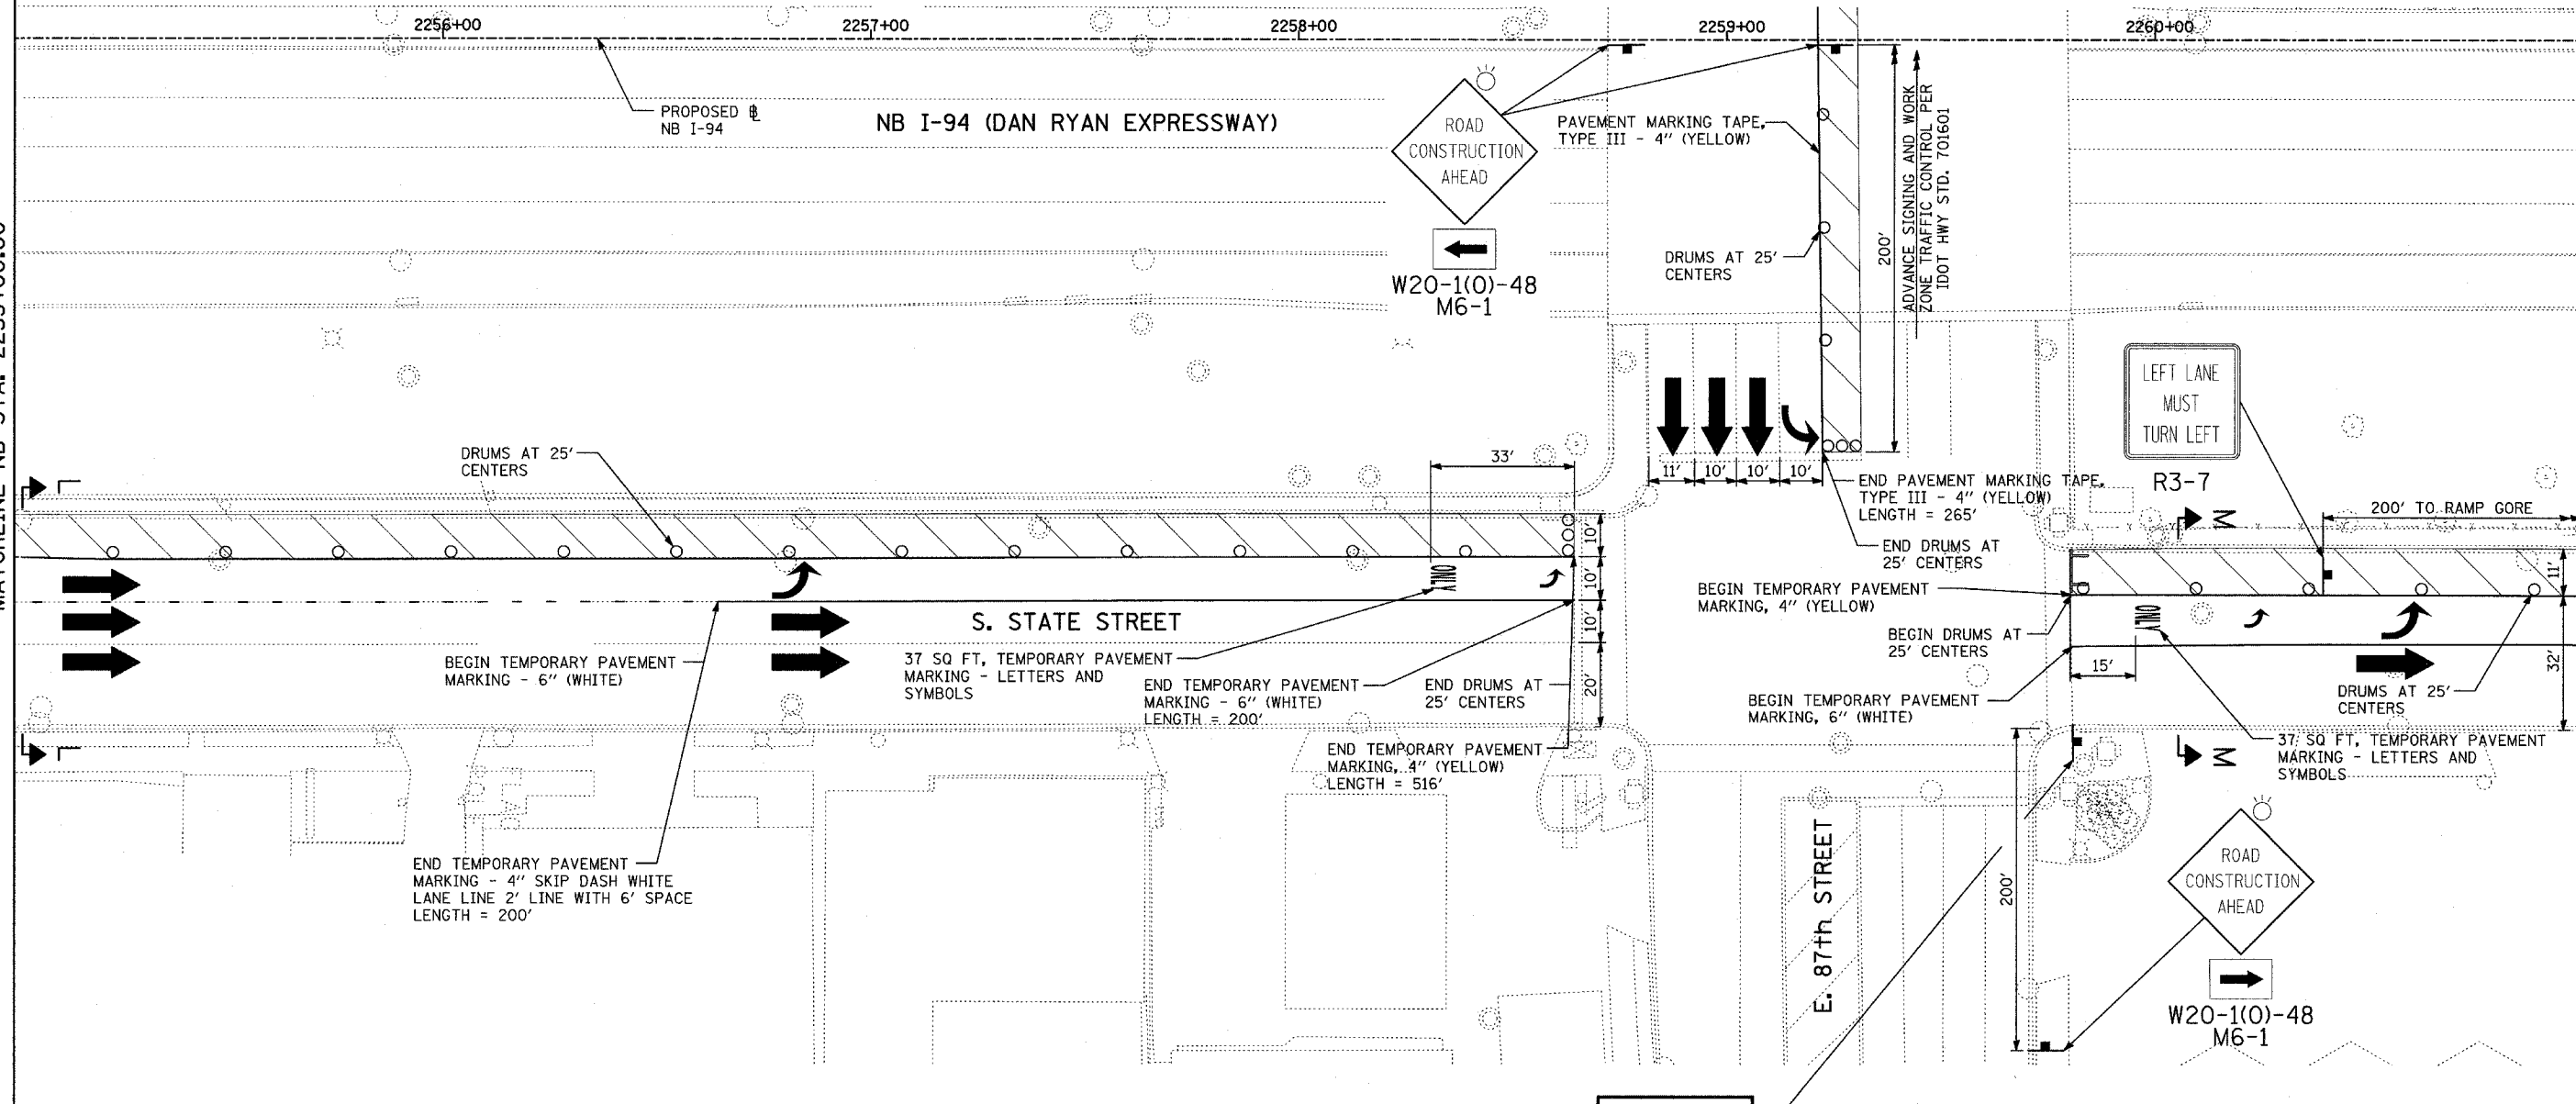 2256+00
2257+00
2258+00
2259+00
2260+00
PROPOSED ℄
NB I-94
NB I-94 (DAN RYAN EXPRESSWAY)
ROAD
CONSTRUCTION
AHEAD
W20-1(O)-48
M6-1
PAVEMENT MARKING TAPE,
TYPE III - 4" (YELLOW)
DRUMS AT 25'
CENTERS
200'
ADVANCE SIGNING AND WORK
ZONE TRAFFIC CONTROL PER
IDOT HWY STD. 701601
LEFT LANE
MUST
TURN LEFT
R3-7
DRUMS AT 25'
CENTERS
33'
11'
10'
10'
10'
END PAVEMENT MARKING TAPE,
TYPE III - 4" (YELLOW)
LENGTH = 265'
END DRUMS AT
25' CENTERS
200' TO RAMP GORE
L
M
10'
10'
10'
20'
ONLY
S. STATE STREET
BEGIN TEMPORARY PAVEMENT
MARKING - 6" (WHITE)
37 SQ FT, TEMPORARY PAVEMENT
MARKING - LETTERS AND
SYMBOLS
END TEMPORARY PAVEMENT
MARKING - 6" (WHITE)
LENGTH = 200'
END DRUMS AT
25' CENTERS
END TEMPORARY PAVEMENT
MARKING, 4" (YELLOW)
LENGTH = 516'
BEGIN TEMPORARY PAVEMENT
MARKING, 4" (YELLOW)
BEGIN DRUMS AT
25' CENTERS
BEGIN TEMPORARY PAVEMENT
MARKING, 6" (WHITE)
ONLY
15'
11'
32'
DRUMS AT 25'
CENTERS
37 SQ FT, TEMPORARY PAVEMENT
MARKING - LETTERS AND
SYMBOLS
L
M
END TEMPORARY PAVEMENT
MARKING - 4" SKIP DASH WHITE
LANE LINE 2' LINE WITH 6' SPACE
LENGTH = 200'
E. 87th STREET
200'
ROAD
CONSTRUCTION
AHEAD
W20-1(O)-48
M6-1